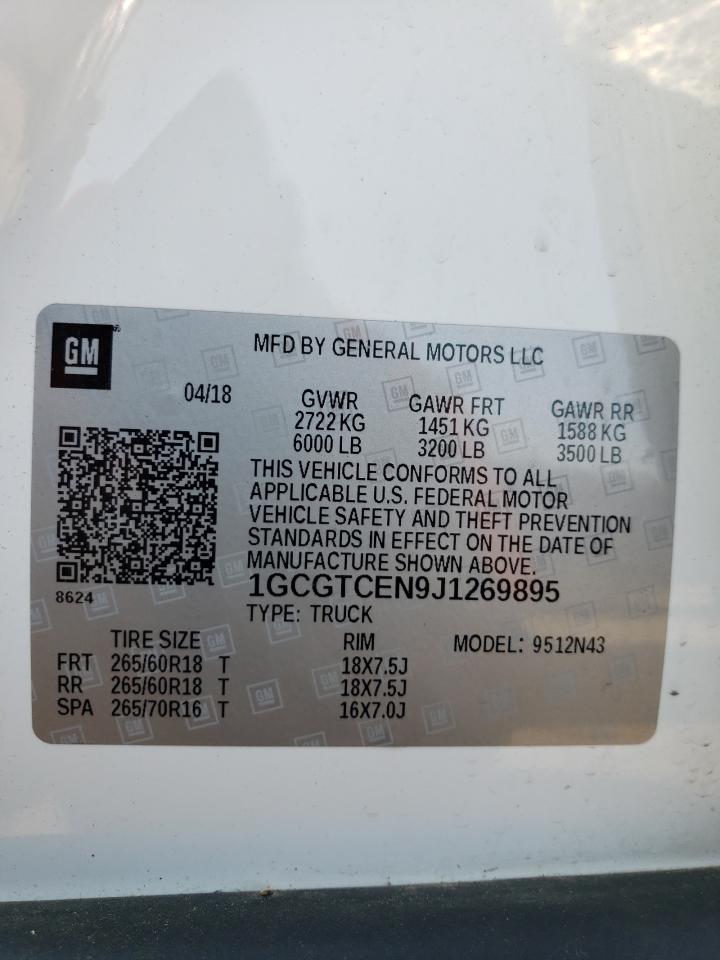 GM
MFD BY GENERAL MOTORS LLC
04/18
GVWR GAWR FRT GAWR RR
2722 KG 1451 KG 1588 KG
6000 LB 3200 LB 3500 LB
THIS VEHICLE CONFORMS TO ALL
APPLICABLE U.S. FEDERAL MOTOR
VEHICLE SAFETY AND THEFT PREVENTION
STANDARDS IN EFFECT ON THE DATE OF
MANUFACTURE SHOWN ABOVE.
8624
1GCGTCEN9J1269895
TYPE: TRUCK
TIRE SIZE RIM MODEL: 9512N43
FRT 265/60R18 T 18X7.5J
RR 265/60R18 T 18X7.5J
SPA 265/70R16 T 16X7.0J